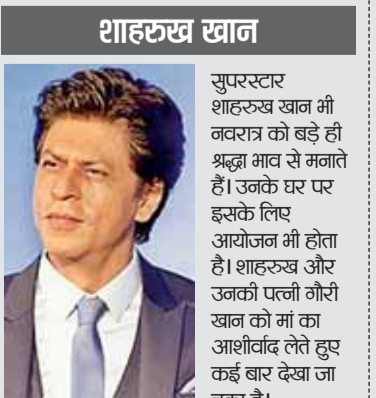 शाहरुख खान
सुपरस्टार
शाहरुख खान भी
नवरात्र को बड़े ही
श्रद्धा भाव से मनाते
हैं। उनके घर पर
इसके लिए
आयोजन भी होता
है। शाहरुख और
उनकी पत्नी गौरी
खान को मां का
आशीर्वाद लेते हुए
कई बार देखा जा